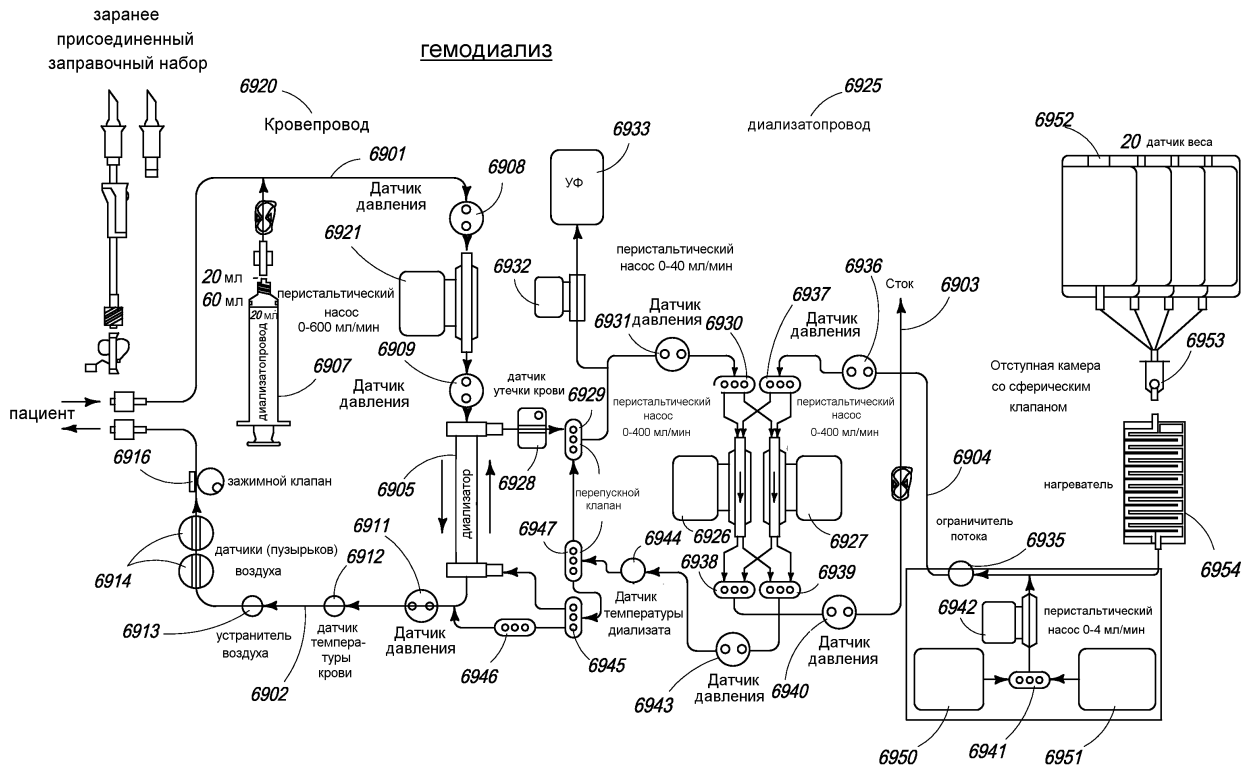 заранее
присоединенный
заправочный набор
гемодиализ
6920
Кровепровод
6925
диализатопровод
6901
6908
Датчик
давления
6933
УФ
6952
20 датчик веса
6921
20 мл
60 мл
20 мл
диализатопровод
6907
перистальтический
насос
0-600 мл/мин
6932
перистальтический
насос 0-40 мл/мин
6931
Датчик
давления
6930
6937
Датчик
давления
6936
Сток
6903
6953
Отступная камера
со сферическим
клапаном
6909
Датчик
давления
датчик
утечки крови
6929
перистальтический
насос
0-400 мл/мин
перистальтический
насос
0-400 мл/мин
пациент
6916
зажимной клапан
6905
диализатор
6928
перепускной
клапан
6926
6927
6904
нагреватель
ограничитель
потока
6935
6954
6914
датчики (пузырьков)
воздуха
6911
6912
6947
6944
6938
6939
Датчик
температуры
диализата
6942
перистальтический
насос 0-4 мл/мин
6913
устранитель
воздуха
датчик
темпера-
туры
крови
Датчик
давления
6902
6946
6945
6943
Датчик
давления
6940
Датчик
давления
6950
6941
6951